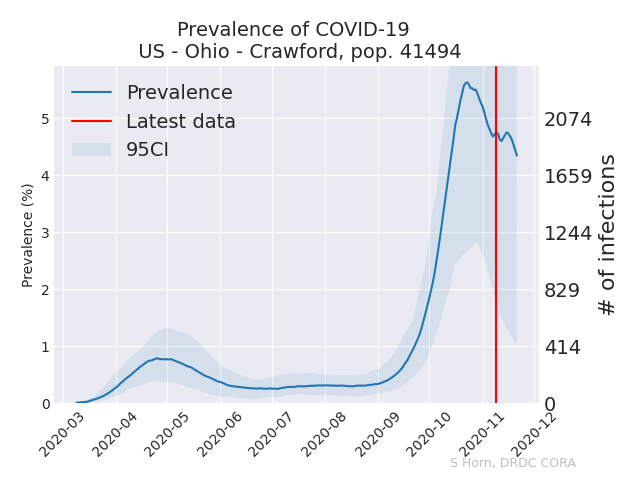 Prevalence of COVID-19
US - Ohio - Crawford, pop. 41494
Prevalence
Latest data
95CI
Prevalence (%)
5
4
3
2
1
0
2074
1659
1244
829
414
0
# of infections
2020-03
2020-04
2020-05
2020-06
2020-07
2020-08
2020-09
2020-10
2020-11
2020-12
S Horn, DRDC CORA